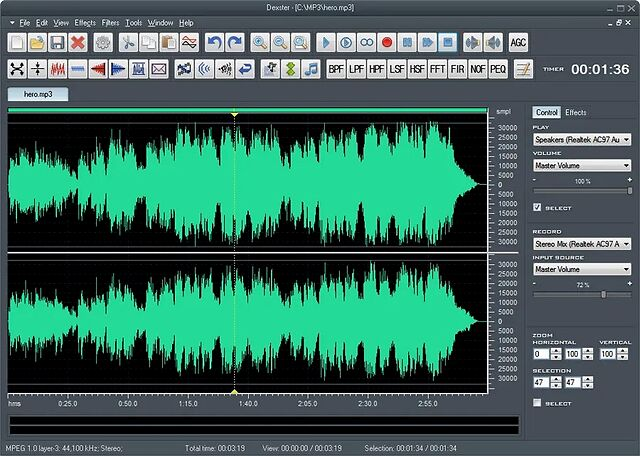 Dexster - [C:\MP3\hero.mp3]
File Edit View Effects Filters Tools Window Help
AGC
BPF LPF HPF LSF HSF FFT FIR NOF PEQ
TIMER 00:01:36
hero.mp3
smpl
30000
25000
20000
15000
10000
5000
0
5000
10000
15000
20000
25000
30000
30000
25000
20000
15000
10000
5000
0
5000
10000
15000
20000
25000
30000
hms 0:25.0 0:50.0 1:15.0 1:40.0 2:05.0 2:30.0 2:55.0
Control Effects
PLAY
Speakers (Realtek AC97 Au
VOLUME
Master Volume
- 100 % +
SELECT
RECORD
Stereo Mix (Realtek AC97 A
INPUT SOURCE
Master Volume
- 72 % +
ZOOM
HORIZONTAL VERTICAL
0 100 100
SELECTION
47 47
SELECT
MPEG 1.0 layer-3: 44,100 kHz; Stereo; Total time: 00:03:19 View: 00:00:00 / 00:03:19 Selection: 00:01:34 / 00:01:34